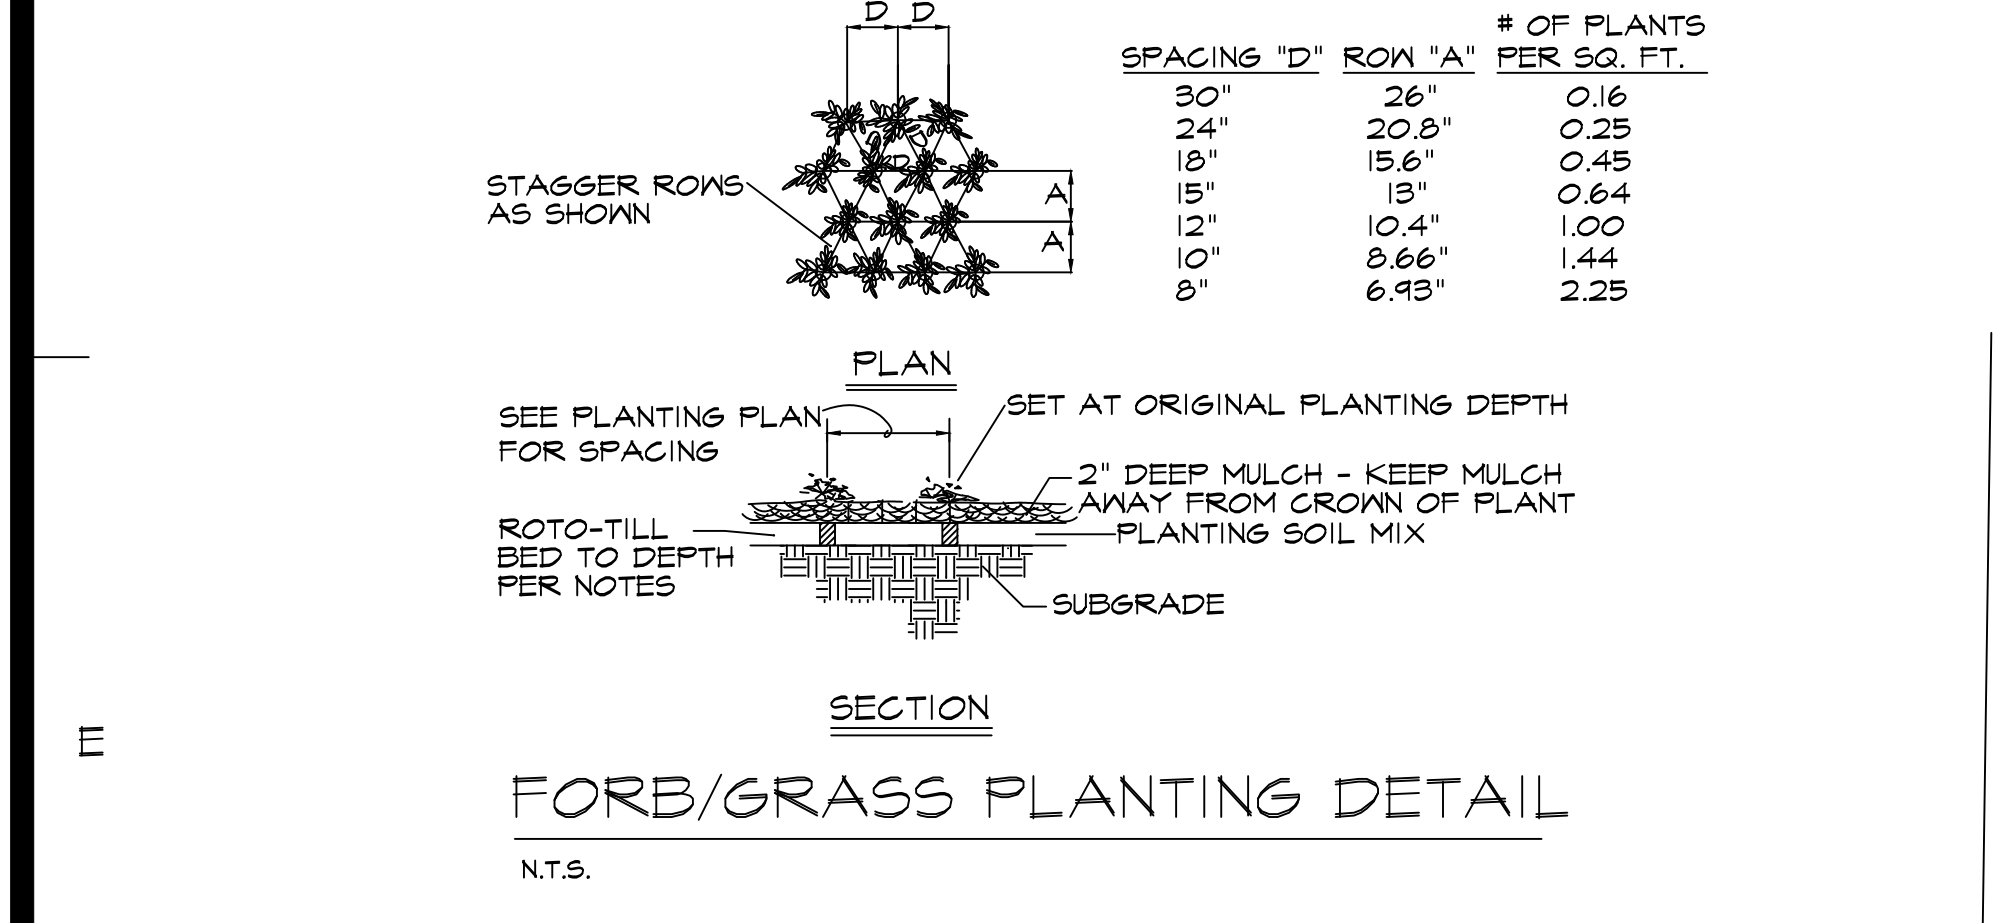 D D
# OF PLANTS
SPACING "D" ROW "A" PER SQ. FT.
30" 26" 0.16
24" 20.8" 0.25
18" 15.6" 0.45
15" 13" 0.64
12" 10.4" 1.00
10" 8.66" 1.44
8" 6.93" 2.25
D D
D
STAGGER ROWS
AS SHOWN
A
A
PLAN
SEE PLANTING PLAN
FOR SPACING
SET AT ORIGINAL PLANTING DEPTH
2" DEEP MULCH - KEEP MULCH
AWAY FROM CROWN OF PLANT
ROTO-TILL
BED TO DEPTH
PER NOTES
PLANTING SOIL MIX
SUBGRADE
SECTION
E
FORB/GRASS PLANTING DETAIL
N.T.S.